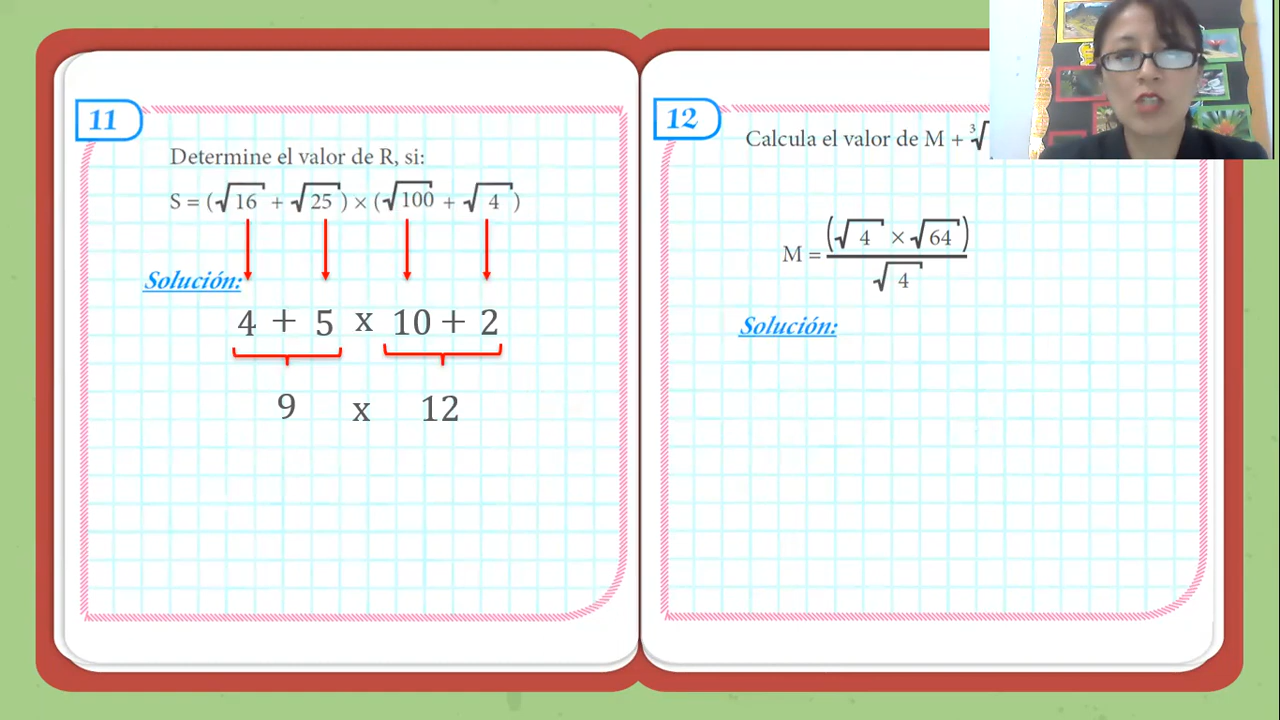 11
Determine el valor de R, si:
S = (√16 + √25) × (√100 + √4)
Solución:
4 + 5 x 10 + 2
9 x 12
12
Calcula el valor de M + ∛
M = (√4 × √64) / √4
Solución: